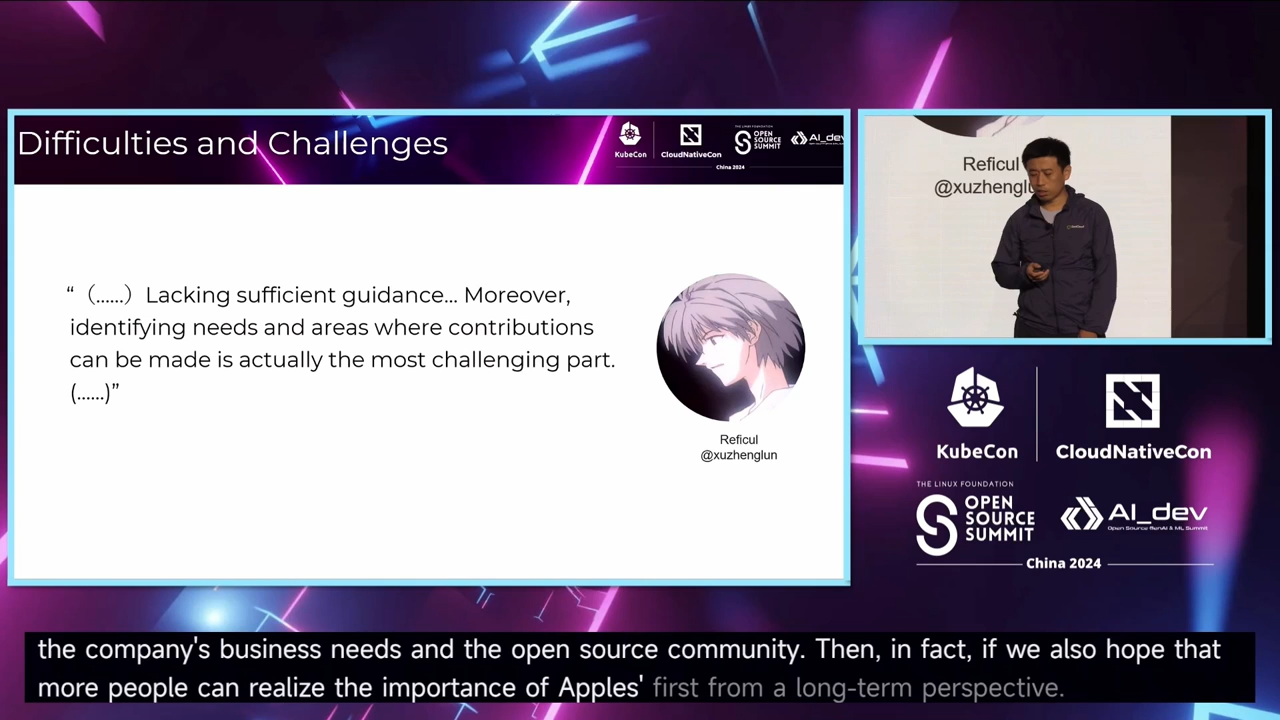 Difficulties and Challenges
KubeCon
CloudNativeCon
THE LINUX FOUNDATION
OPEN
SOURCE
SUMMIT
AI_dev
China 2024
“（......）Lacking sufficient guidance... Moreover,
identifying needs and areas where contributions
can be made is actually the most challenging part.
(......)”
Reficul
@xuzhenglun
Reficul
@xuzhenglu
KubeCon
CloudNativeCon
THE LINUX FOUNDATION
OPEN
SOURCE
SUMMIT
AI_dev
Open Source GenAI & ML Summit
China 2024
the company's business needs and the open source community. Then, in fact, if we also hope that
more people can realize the importance of Apples' first from a long-term perspective.